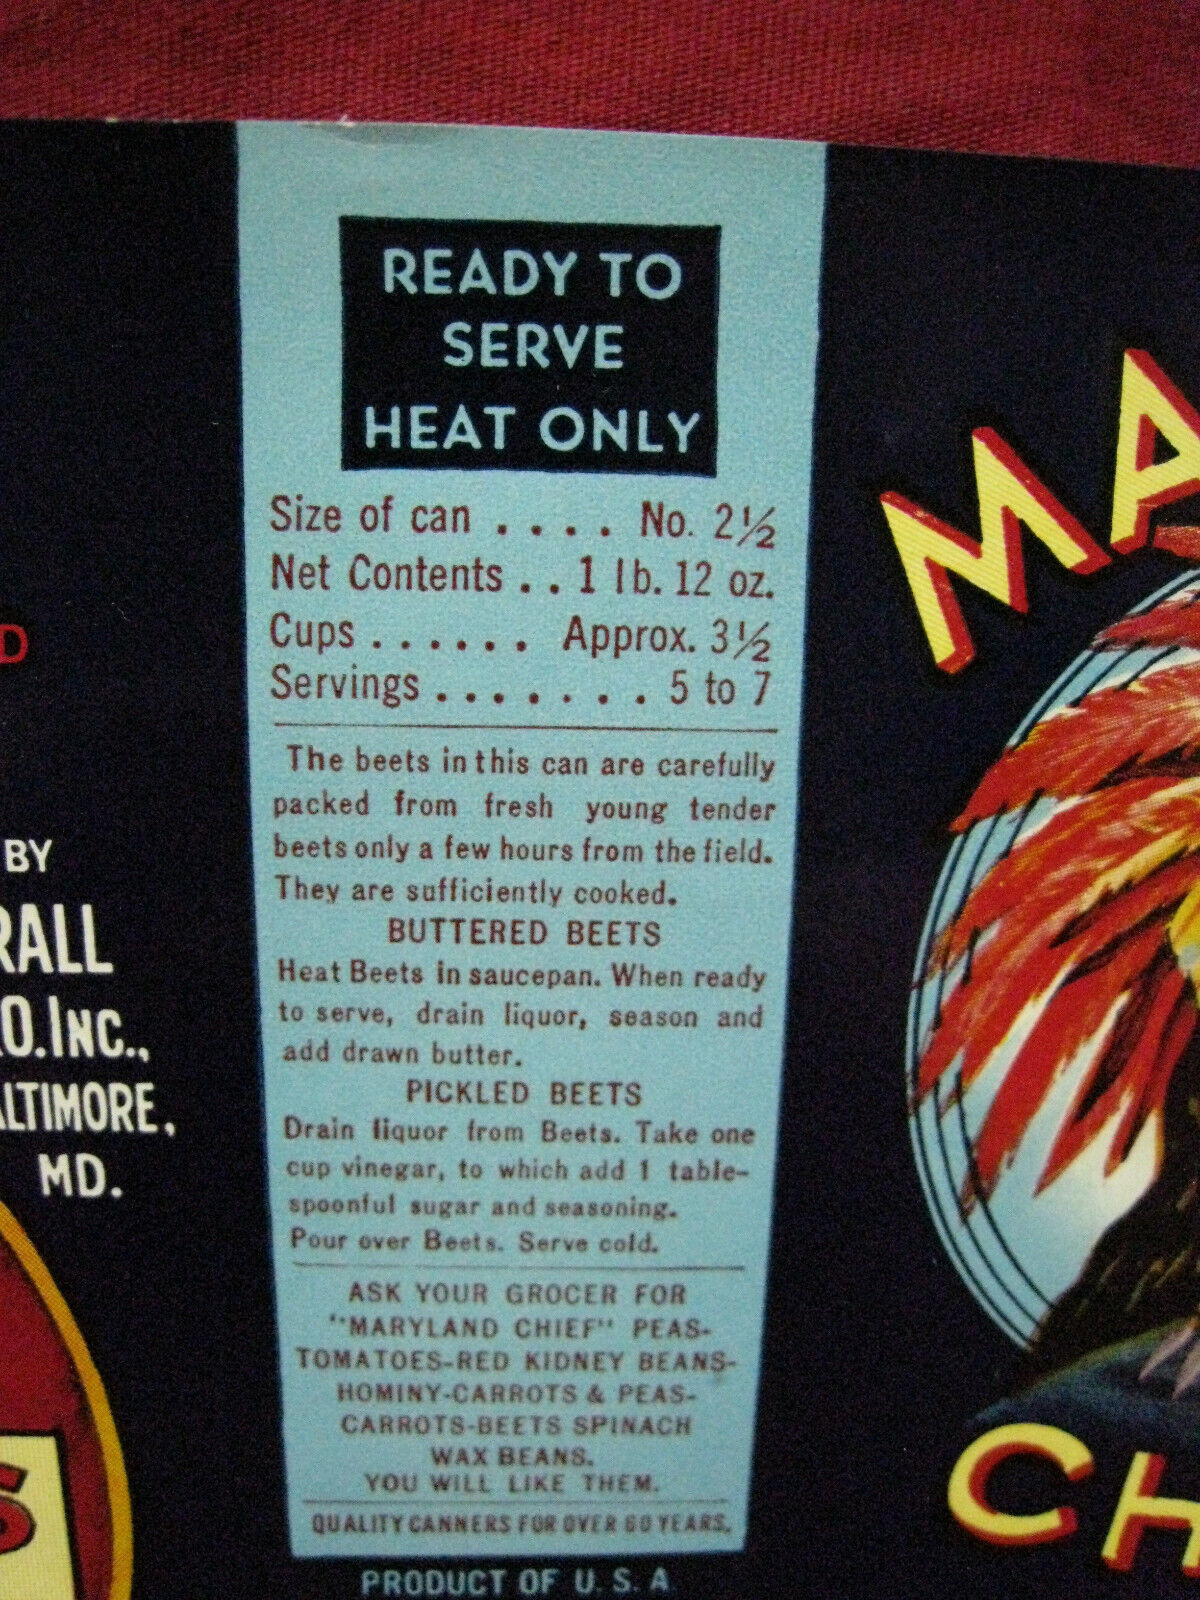 READY TO
SERVE
HEAT ONLY
Size of can . . . . No. 2½
Net Contents . . 1 lb. 12 oz.
Cups . . . . . . Approx. 3½
Servings . . . . . . . . 5 to 7
The beets in this can are carefully
packed from fresh young tender
beets only a few hours from the field.
They are sufficiently cooked.
BUTTERED BEETS
Heat Beets in saucepan. When ready
to serve, drain liquor, season and
add drawn butter.
PICKLED BEETS
Drain liquor from Beets. Take one
cup vinegar, to which add 1 table-
spoonful sugar and seasoning.
Pour over Beets. Serve cold.
ASK YOUR GROCER FOR
"MARYLAND CHIEF" PEAS-
TOMATOES-RED KIDNEY BEANS-
HOMINY-CARROTS & PEAS-
CARROTS-BEETS SPINACH
WAX BEANS.
YOU WILL LIKE THEM.
QUALITY CANNERS FOR OVER 60 YEARS.
PRODUCT OF U. S. A
D
BY
RALL
O. INC.,
ALTIMORE,
MD.
S
MA
CH